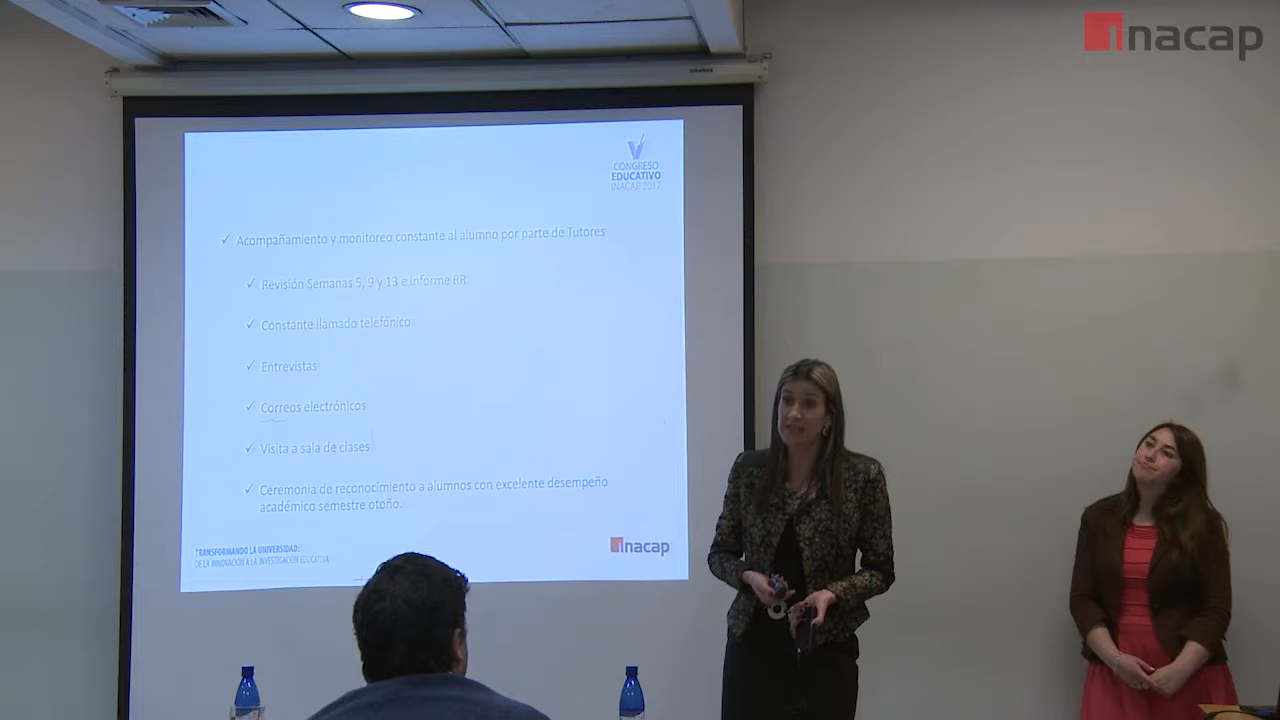 inacap
CONGRESO
EDUCATIVO
INACAP 2017
✓ Acompañamiento y monitoreo constante al alumno por parte de Tutores
✓ Revisión Semanas 5, 9 y 13 e informe RR
✓ Constante llamado telefónico
✓ Entrevistas
✓ Correos electrónicos
✓ Visita a sala de clases
✓ Ceremonia de reconocimiento a alumnos con excelente desempeño
académico semestre otoño.
TRANSFORMANDO LA UNIVERSIDAD:
DE LA INNOVACIÓN A LA INVESTIGACIÓN EDUCATIVA
inacap